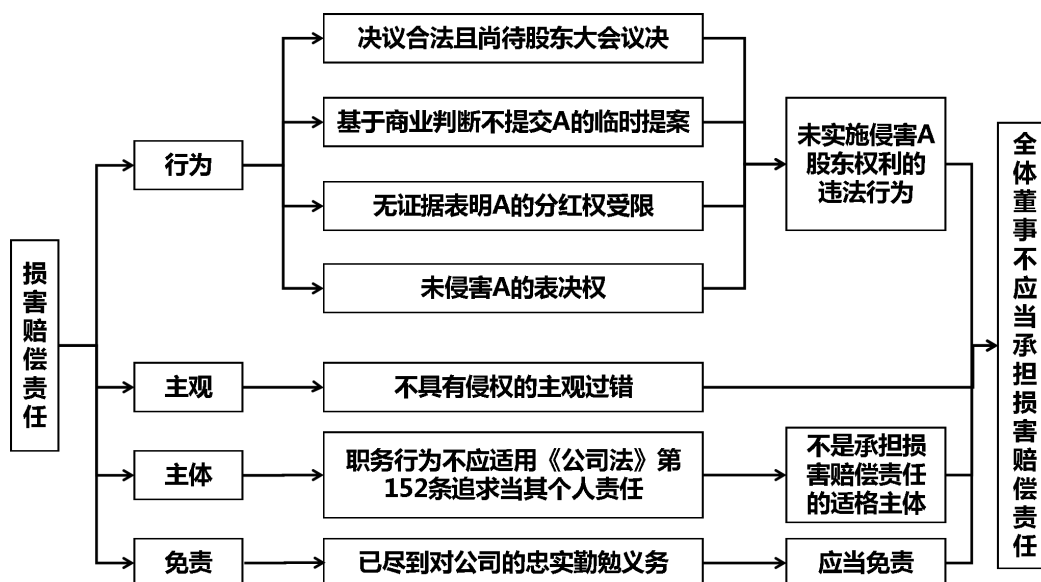 损害赔偿责任
行为
决议合法且尚待股东大会议决
基于商业判断不提交A的临时提案
无证据表明A的分红权受限
未侵害A的表决权
未实施侵害A
股东权利的
违法行为
主观
不具有侵权的主观过错
主体
职务行为不应适用《公司法》第
152条追求当其个人责任
不是承担损
害赔偿责任
的适格主体
免责
已尽到对公司的忠实勤勉义务
应当免责
全体董事不应当承担损害赔偿责任